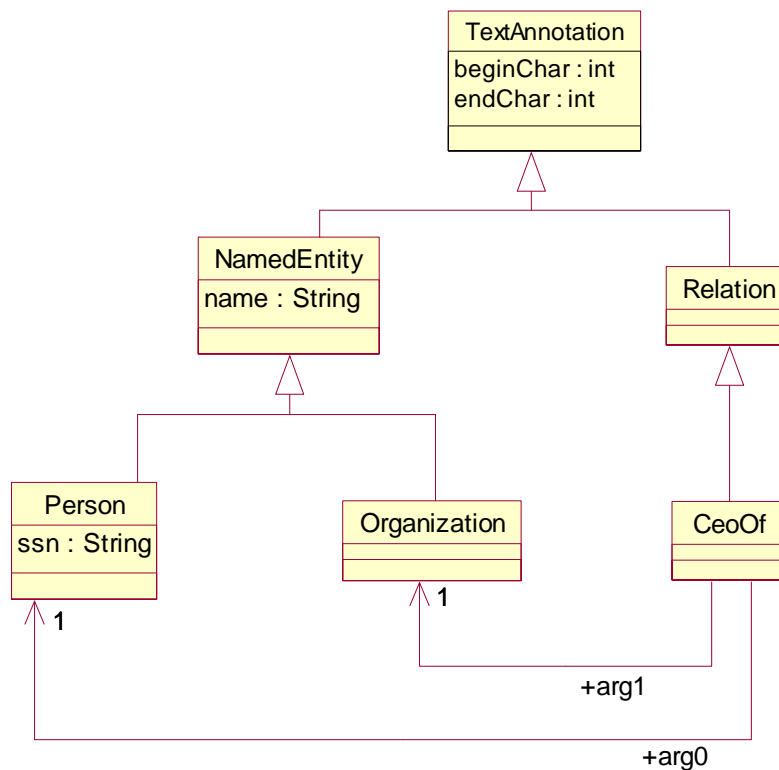 TextAnnotation
beginChar : int
endChar : int
NamedEntity
name : String
Relation
Person
ssn : String
Organization
CeoOf
1
1
+arg1
+arg0